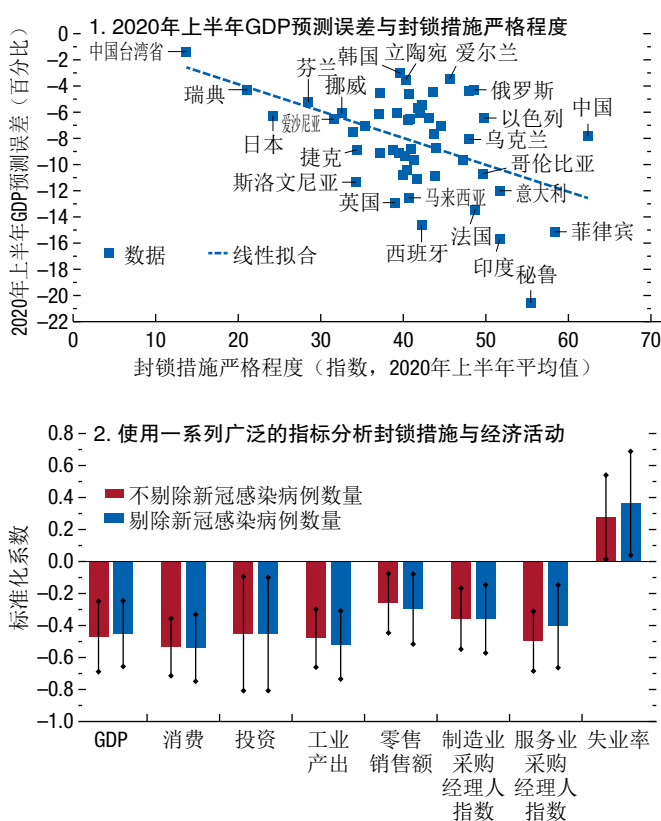 1. 2020年上半年GDP预测误差与封锁措施严格程度
2020年上半年GDP预测误差（百分比）
0
−2
−4
−6
−8
−10
−12
−14
−16
−18
−20
−22
中国台湾省
瑞典
芬兰
挪威
韩国
立陶宛
爱尔兰
俄罗斯
日本
爱沙尼亚
以色列
中国
乌克兰
捷克
哥伦比亚
斯洛文尼亚
英国
马来西亚
意大利
西班牙
法国
印度
菲律宾
秘鲁
数据
线性拟合
0 10 20 30 40 50 60 70
封锁措施严格程度（指数，2020年上半年平均值）
2. 使用一系列广泛的指标分析封锁措施与经济活动
标准化系数
0.8
0.6
0.4
0.2
0.0
−0.2
−0.4
−0.6
−0.8
−1.0
不剔除新冠感染病例数量
剔除新冠感染病例数量
GDP
消费
投资
工业
产出
零售
销售额
制造业
采购
经理人
指数
服务业
采购
经理人
指数
失业率